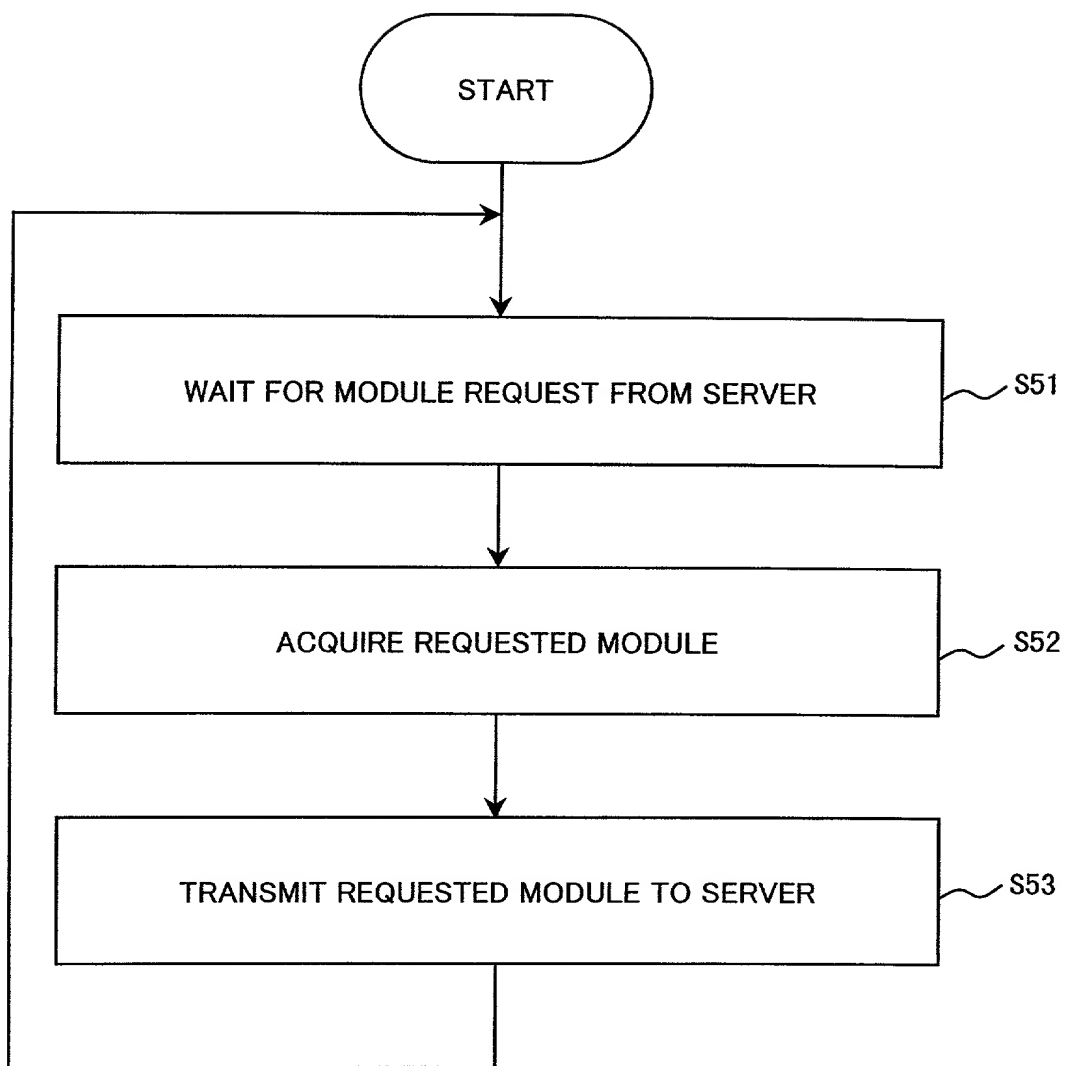 START
WAIT FOR MODULE REQUEST FROM SERVER
S51
ACQUIRE REQUESTED MODULE
S52
TRANSMIT REQUESTED MODULE TO SERVER
S53